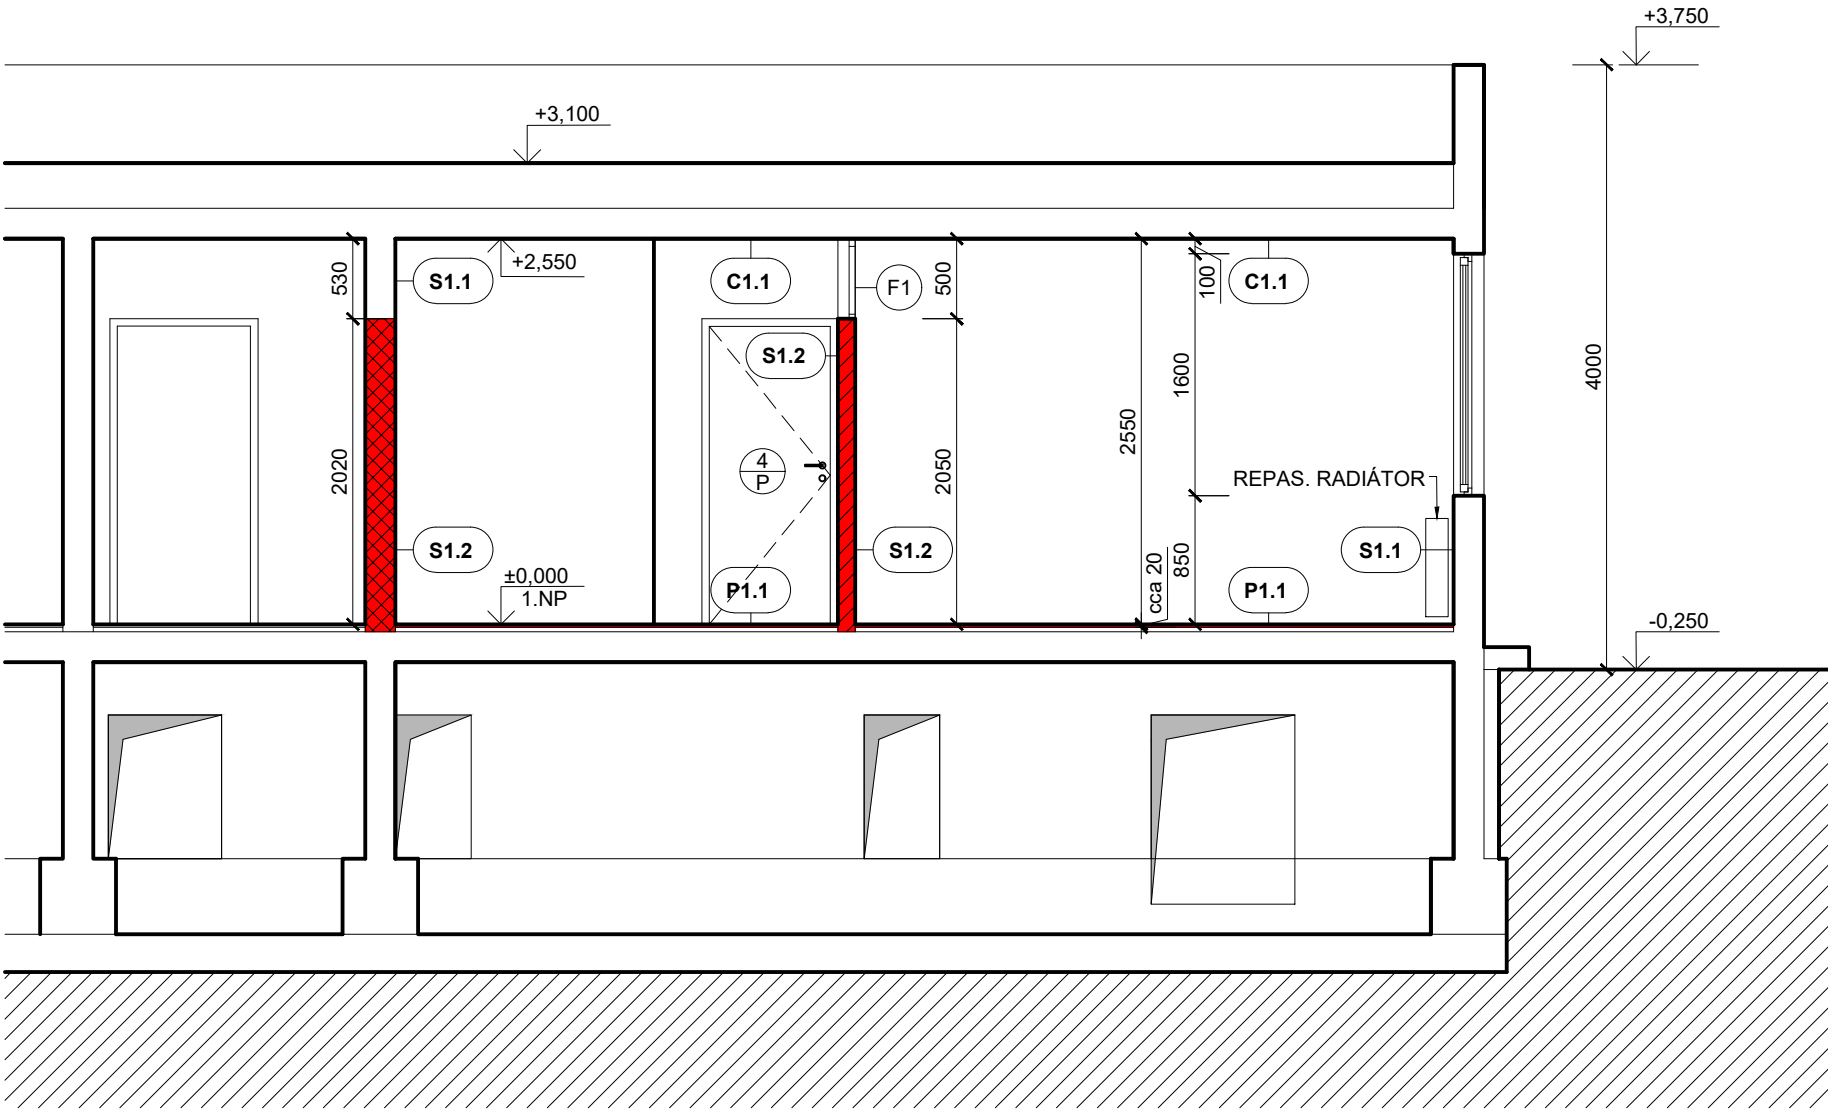 +3,750
+3,100
+2,550
S1.1
C1.1
F1
C1.1
530
500
100
S1.2
4000
1600
2550
4
P
2020
2050
REPAS. RADIÁTOR
S1.2
S1.2
S1.1
cca 20
850
±0,000
1.NP
P1.1
P1.1
-0,250